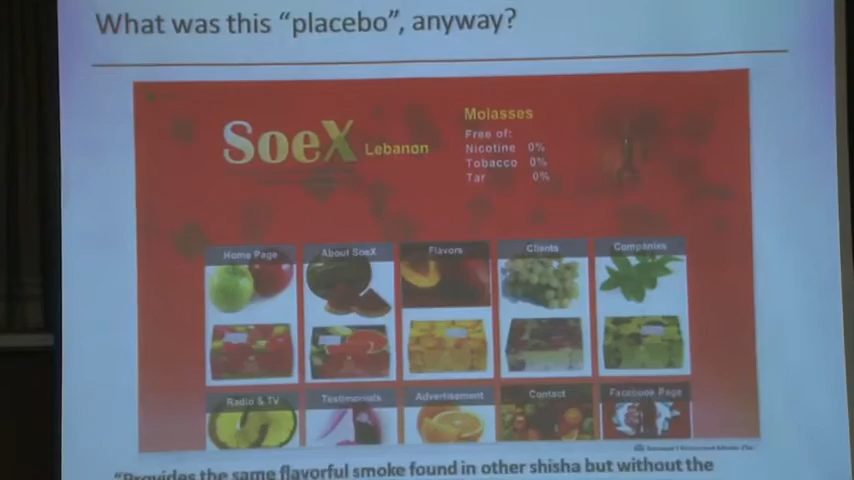 What was this “placebo”, anyway?
SoeX Lebanon
Molasses
Free of:
Nicotine 0%
Tobacco 0%
Tar 0%
Home Page
About SoeX
Flavors
Clients
Companies
Radio & TV
Testimonials
Advertisement
Contact
Facebook Page
“Provides the same flavorful smoke found in other shisha but without the